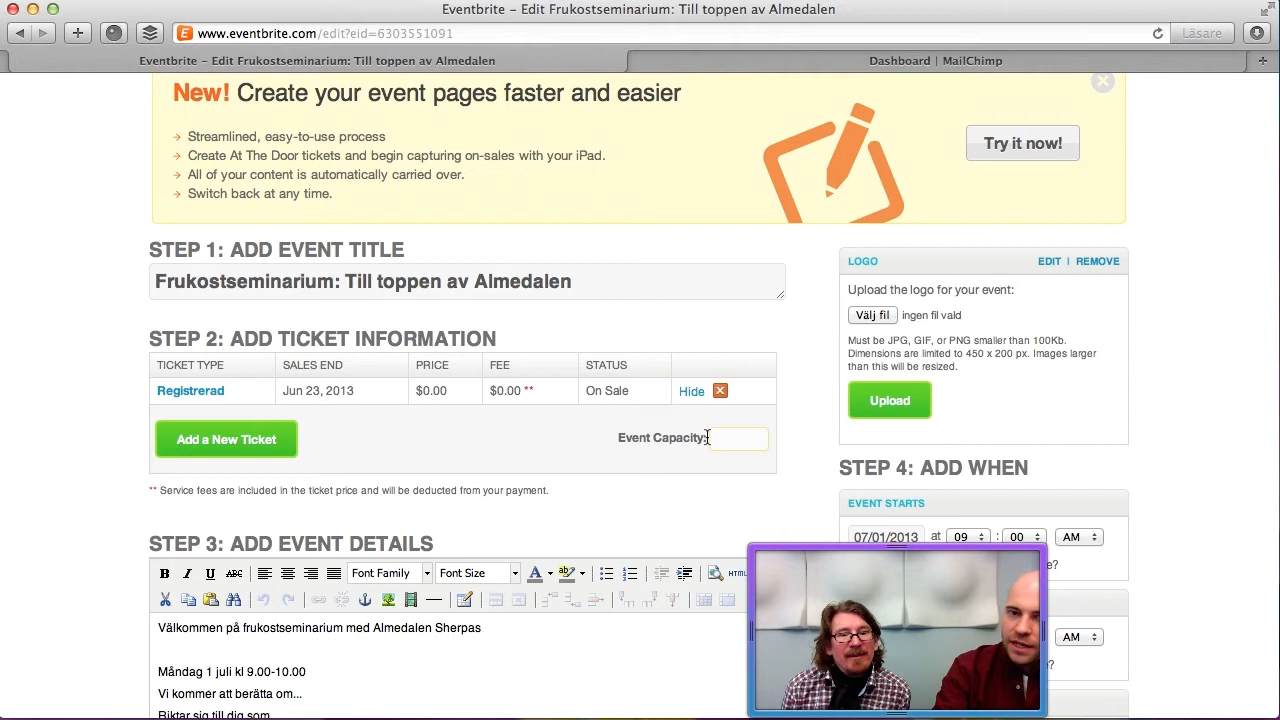 Eventbrite – Edit Frukostseminarium: Till toppen av Almedalen
www.eventbrite.com/edit?eid=6303551091
Läsare
Eventbrite – Edit Frukostseminarium: Till toppen av Almedalen
Dashboard | MailChimp
New! Create your event pages faster and easier
Streamlined, easy-to-use process
Create At The Door tickets and begin capturing on-sales with your iPad.
All of your content is automatically carried over.
Switch back at any time.
Try it now!
STEP 1: ADD EVENT TITLE
Frukostseminarium: Till toppen av Almedalen
STEP 2: ADD TICKET INFORMATION
TICKET TYPE SALES END PRICE FEE STATUS
Registrerad Jun 23, 2013 $0.00 $0.00 ** On Sale Hide
Add a New Ticket Event Capacity:
** Service fees are included in the ticket price and will be deducted from your payment.
STEP 3: ADD EVENT DETAILS
B I U ABC Font Family Font Size A ab HTML
Välkommen på frukostseminarium med Almedalen Sherpas
Måndag 1 juli kl 9.00-10.00
Vi kommer att berätta om...
Riktar sig till dig som
LOGO EDIT | REMOVE
Upload the logo for your event:
Välj fil ingen fil vald
Must be JPG, GIF, or PNG smaller than 100Kb.
Dimensions are limited to 450 x 200 px. Images larger
than this will be resized.
Upload
STEP 4: ADD WHEN
EVENT STARTS
07/01/2013 at 09 : 00 AM
e?
AM
?